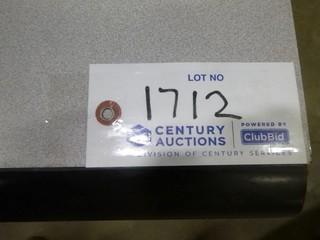 LOT NO
1712
CENTURY AUCTIONS
POWERED BY
ClubBid
DIVISION OF CENTURY SERVICES